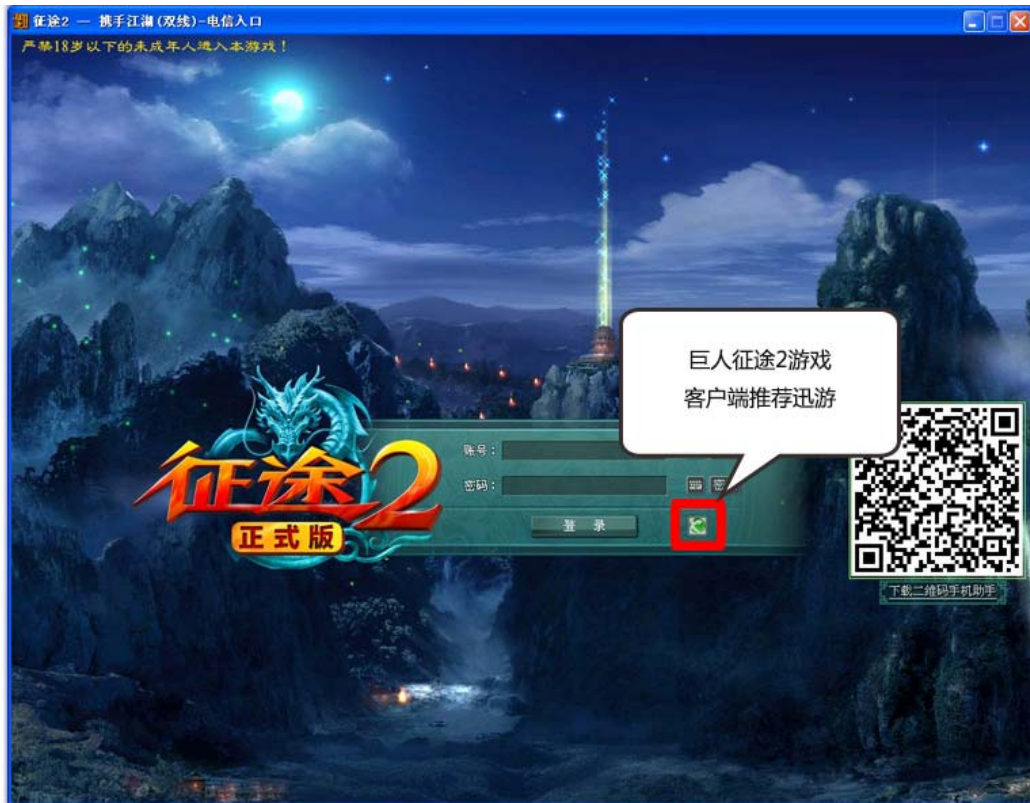 征途2 — 携手江湖(双线)-电信入口
严禁18岁以下的未成年人进入本游戏！
巨人征途2游戏
客户端推荐迅游
账号：
密码：
密
登 录
征途2
正式版
下载二维码手机助手